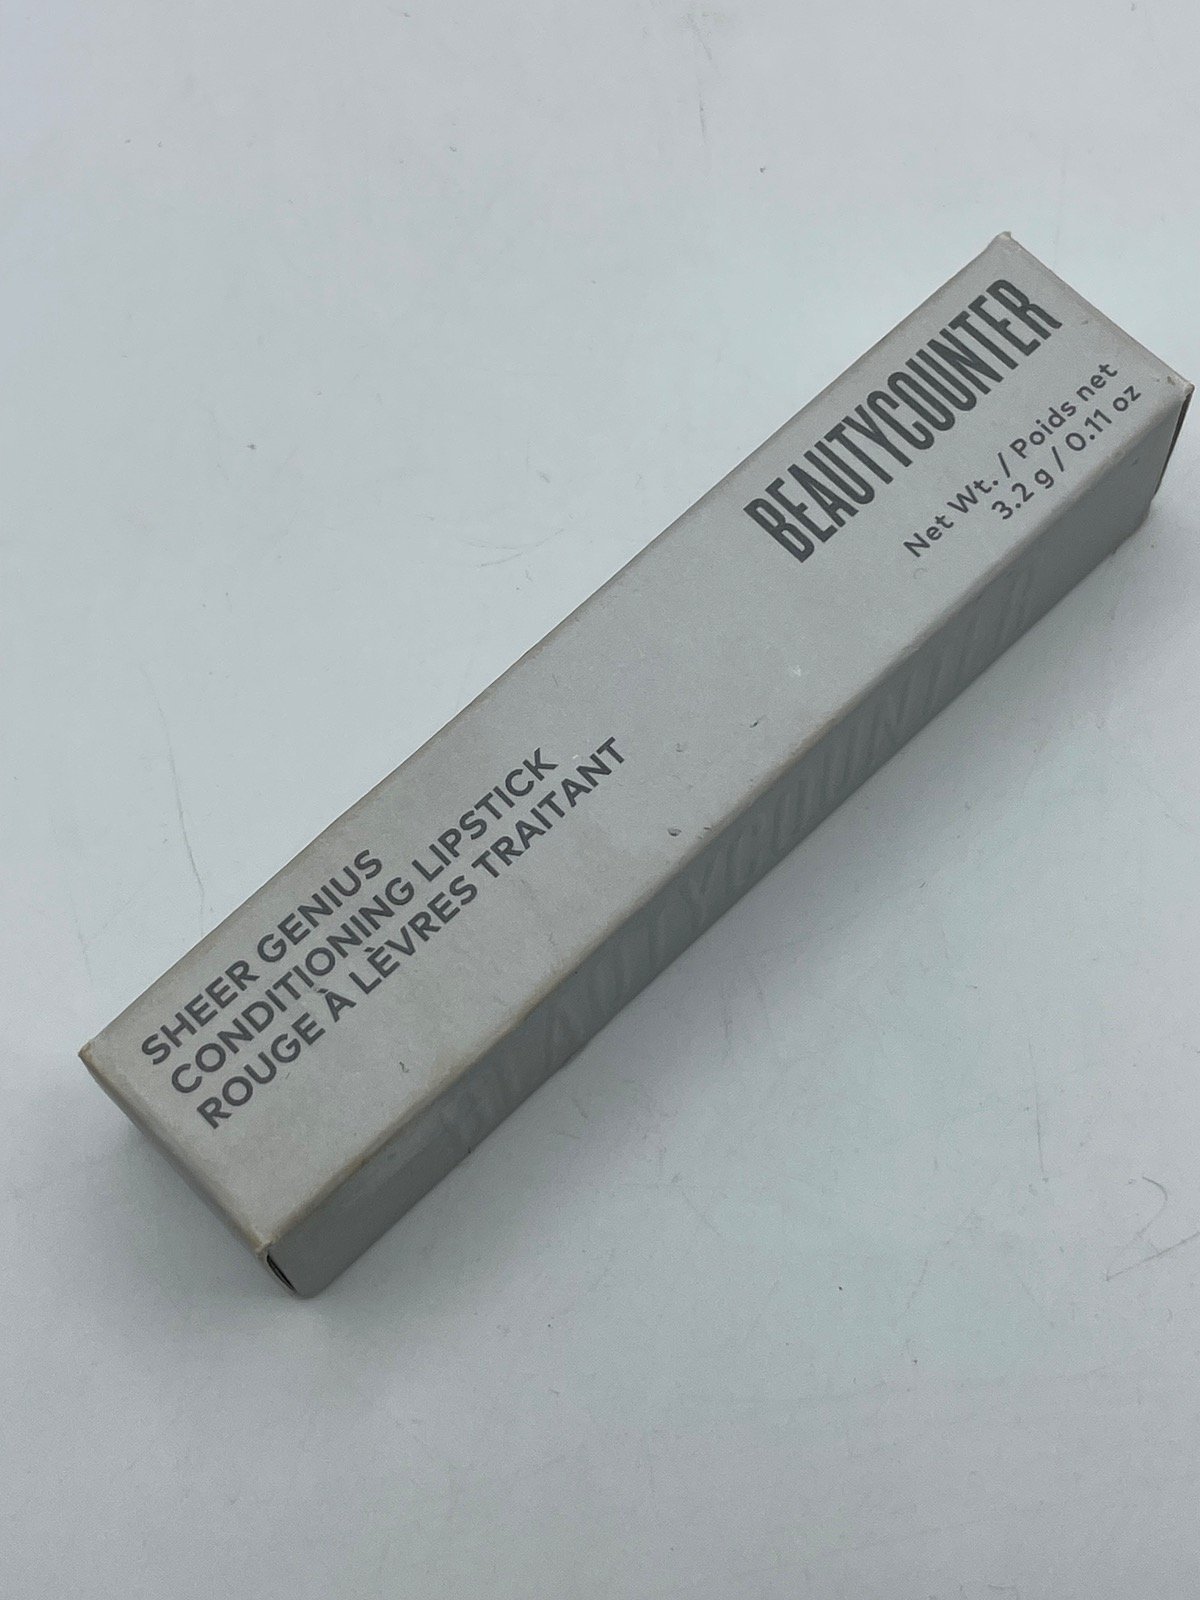 BEAUTYCOUNTER
Net Wt. / Poids net
3.2 g / 0.11 oz
SHEER GENIUS
CONDITIONING LIPSTICK
ROUGE À LÈVRES TRAITANT